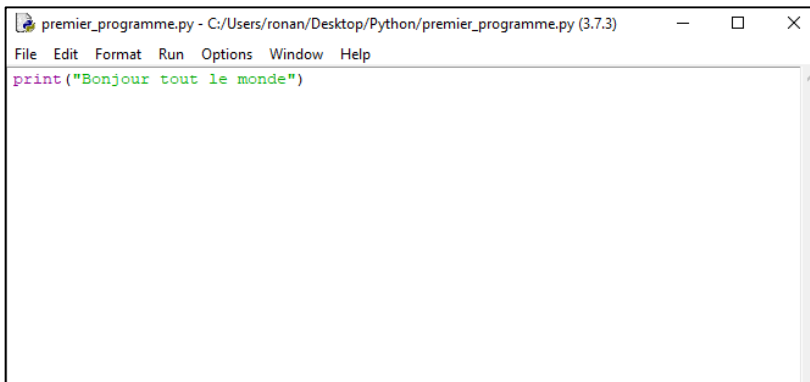 premier_programme.py - C:/Users/ronan/Desktop/Python/premier_programme.py (3.7.3)
File Edit Format Run Options Window Help
print("Bonjour tout le monde")